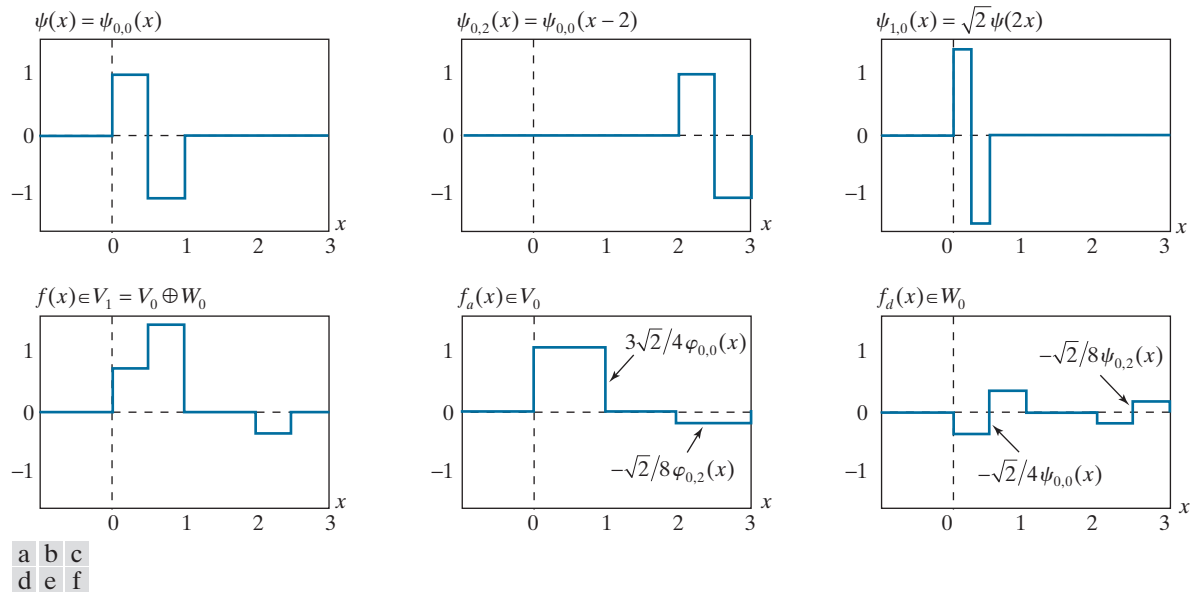 ψ(x) = ψ₀,₀(x)
1
0
−1
0 1 2 3
x
ψ₀,₂(x) = ψ₀,₀(x − 2)
1
0
−1
0 1 2 3
x
ψ₁,₀(x) = √2 ψ(2x)
1
0
−1
0 1 2 3
x
f(x) ∈ V₁ = V₀ ⊕ W₀
1
0
−1
0 1 2 3
x
fₐ(x) ∈ V₀
3√2/4 φ₀,₀(x)
1
0
−√2/8 φ₀,₂(x)
−1
0 1 2 3
x
f_d(x) ∈ W₀
−√2/8 ψ₀,₂(x)
1
0
−√2/4 ψ₀,₀(x)
−1
0 1 2 3
x
a b c
d e f